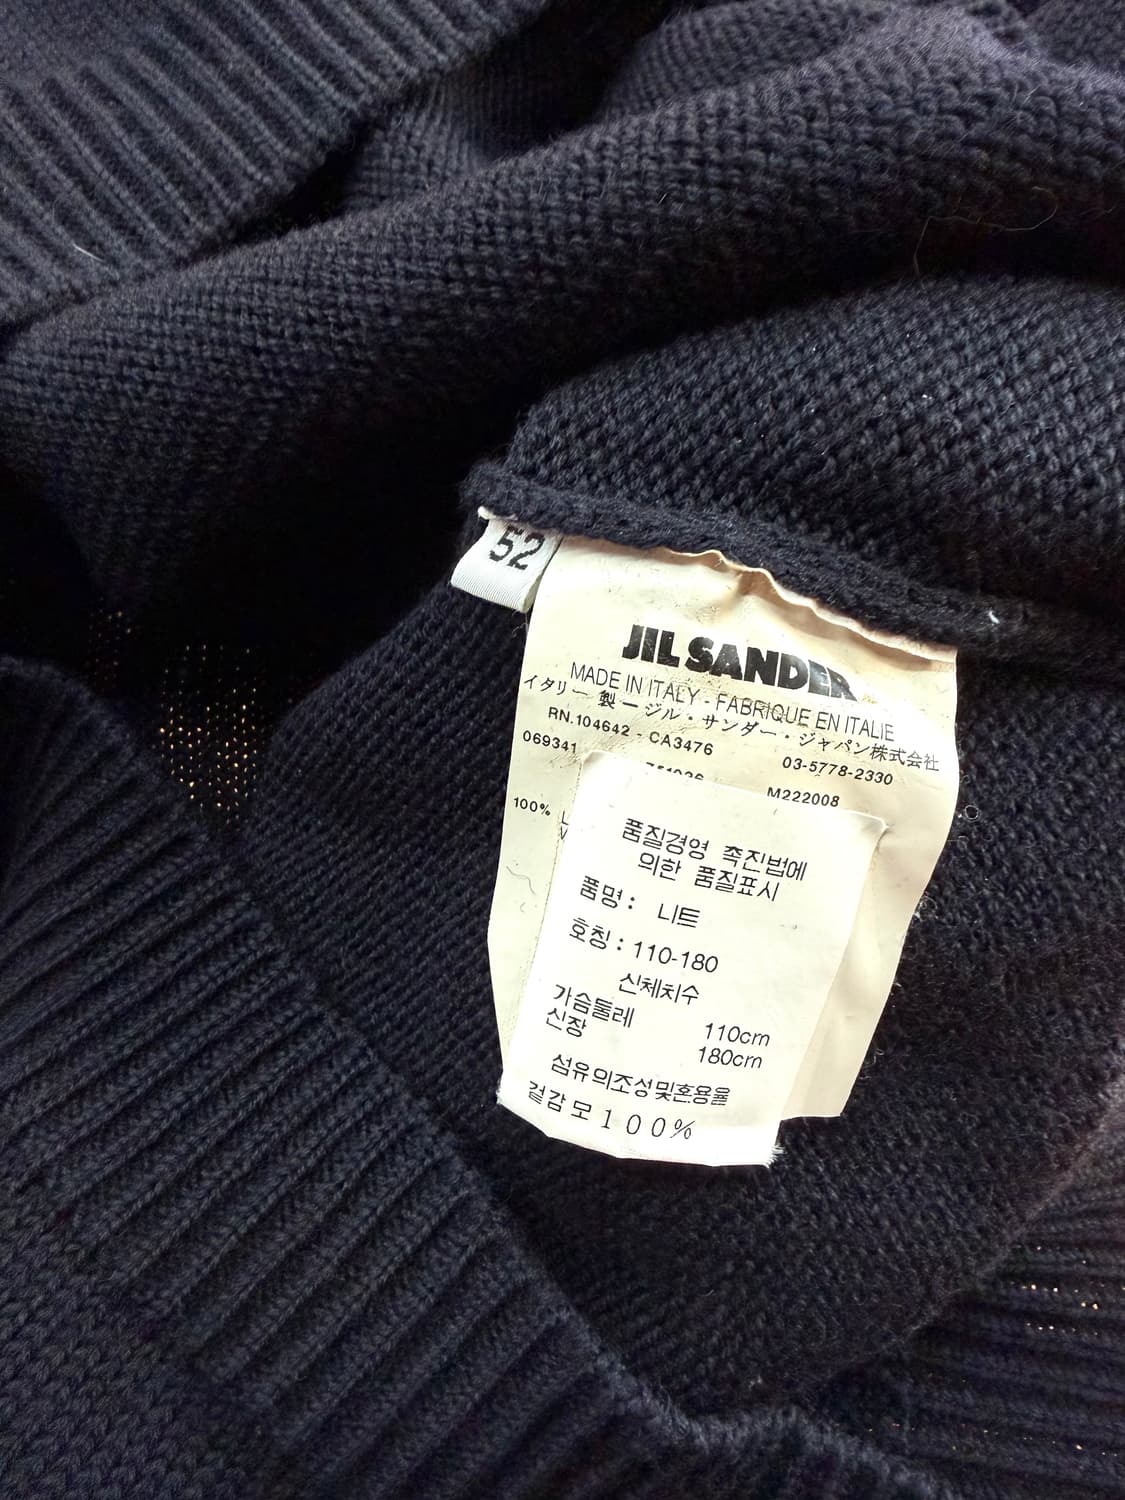 52
JIL SANDER
MADE IN ITALY - FABRIQUE EN ITALIE
イタリー 製 ージル・サンダー・ジャパン株式会社
RN.104642 - CA3476 03-5778-2330
069341 M222008
100%
품질경영 촉진법에
의한 품질표시
품명: 니트
호칭: 110-180
신체치수
가슴둘레 110cm
신장 180cm
섬유의조성및혼용율
겉감모100%